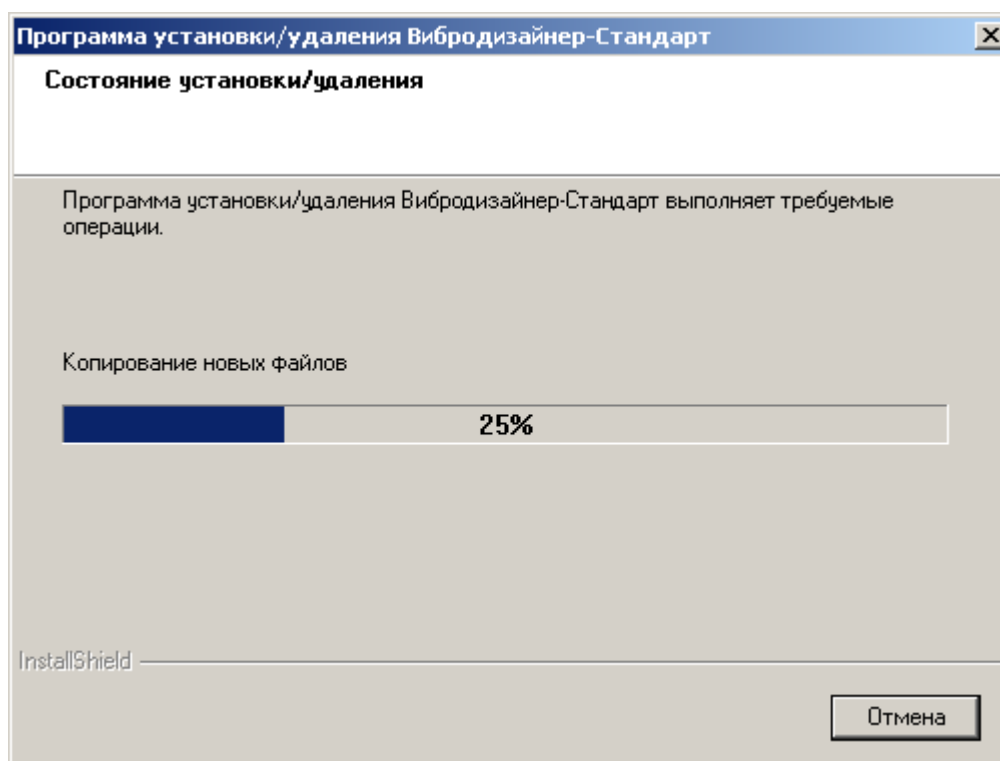 Программа установки/удаления Вибродизайнер-Стандарт
Состояние установки/удаления
Программа установки/удаления Вибродизайнер-Стандарт выполняет требуемые
операции.
Копирование новых файлов
25%
InstallShield
Отмена